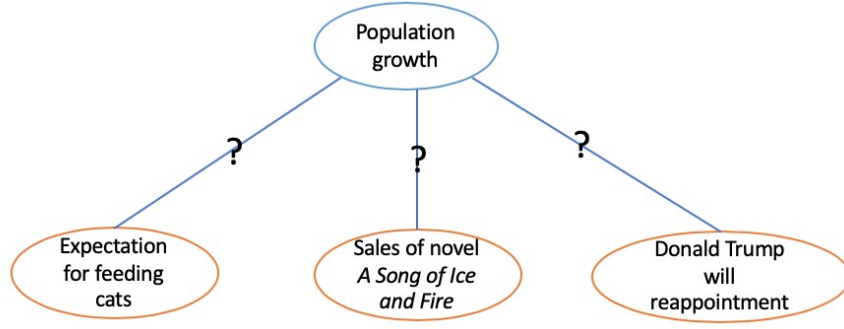 Population
growth
?
?
?
Expectation
for feeding
cats
Sales of novel
A Song of Ice
and Fire
Donald Trump
will
reappointment